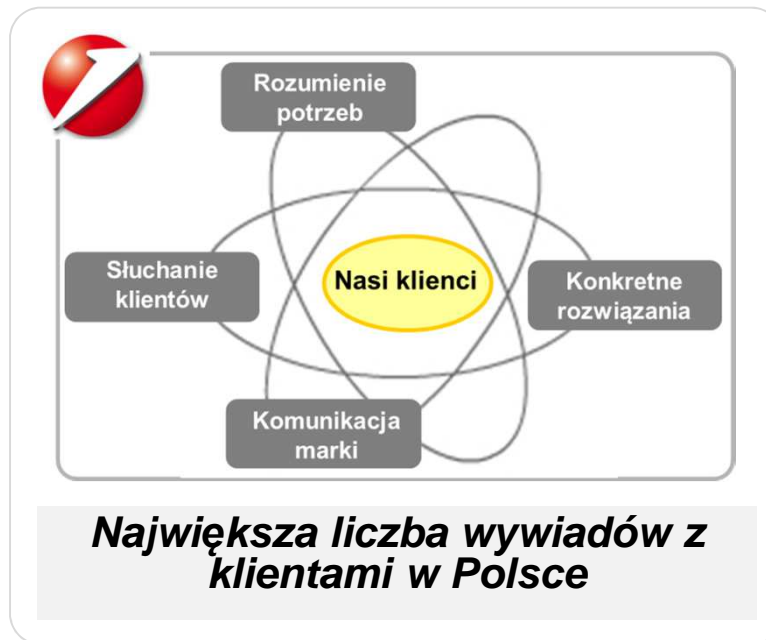 Rozumienie
potrzeb
Słuchanie
klientów
Nasi klienci
Konkretne
rozwiązania
Komunikacja
marki
Największa liczba wywiadów z
klientami w Polsce